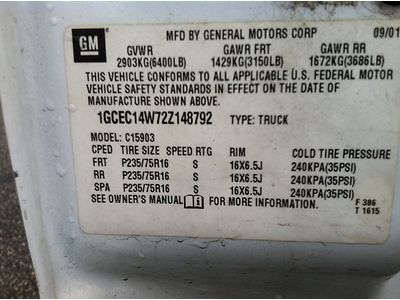 GM
MFD BY GENERAL MOTORS CORP 09/01
GVWR GAWR FRT GAWR RR
2903KG(6400LB) 1429KG(3150LB) 1672KG(3686LB)
THIS VEHICLE CONFORMS TO ALL APPLICABLE U.S. FEDERAL MOTOR
VEHICLE SAFETY STANDARDS IN EFFECT ON THE DATE OF
MANUFACTURE SHOWN ABOVE.
1GCEC14W72Z148792 TYPE: TRUCK
MODEL: C15903
CPED TIRE SIZE SPEED RTG RIM COLD TIRE PRESSURE
FRT P235/75R16 S 16X6.5J 240KPA(35PSI)
RR P235/75R16 S 16X6.5J 240KPA(35PSI)
SPA P235/75R16 S 16X6.5J 240KPA(35PSI)
SEE OWNER'S MANUAL i FOR MORE INFORMATION.
F 386
T 1615